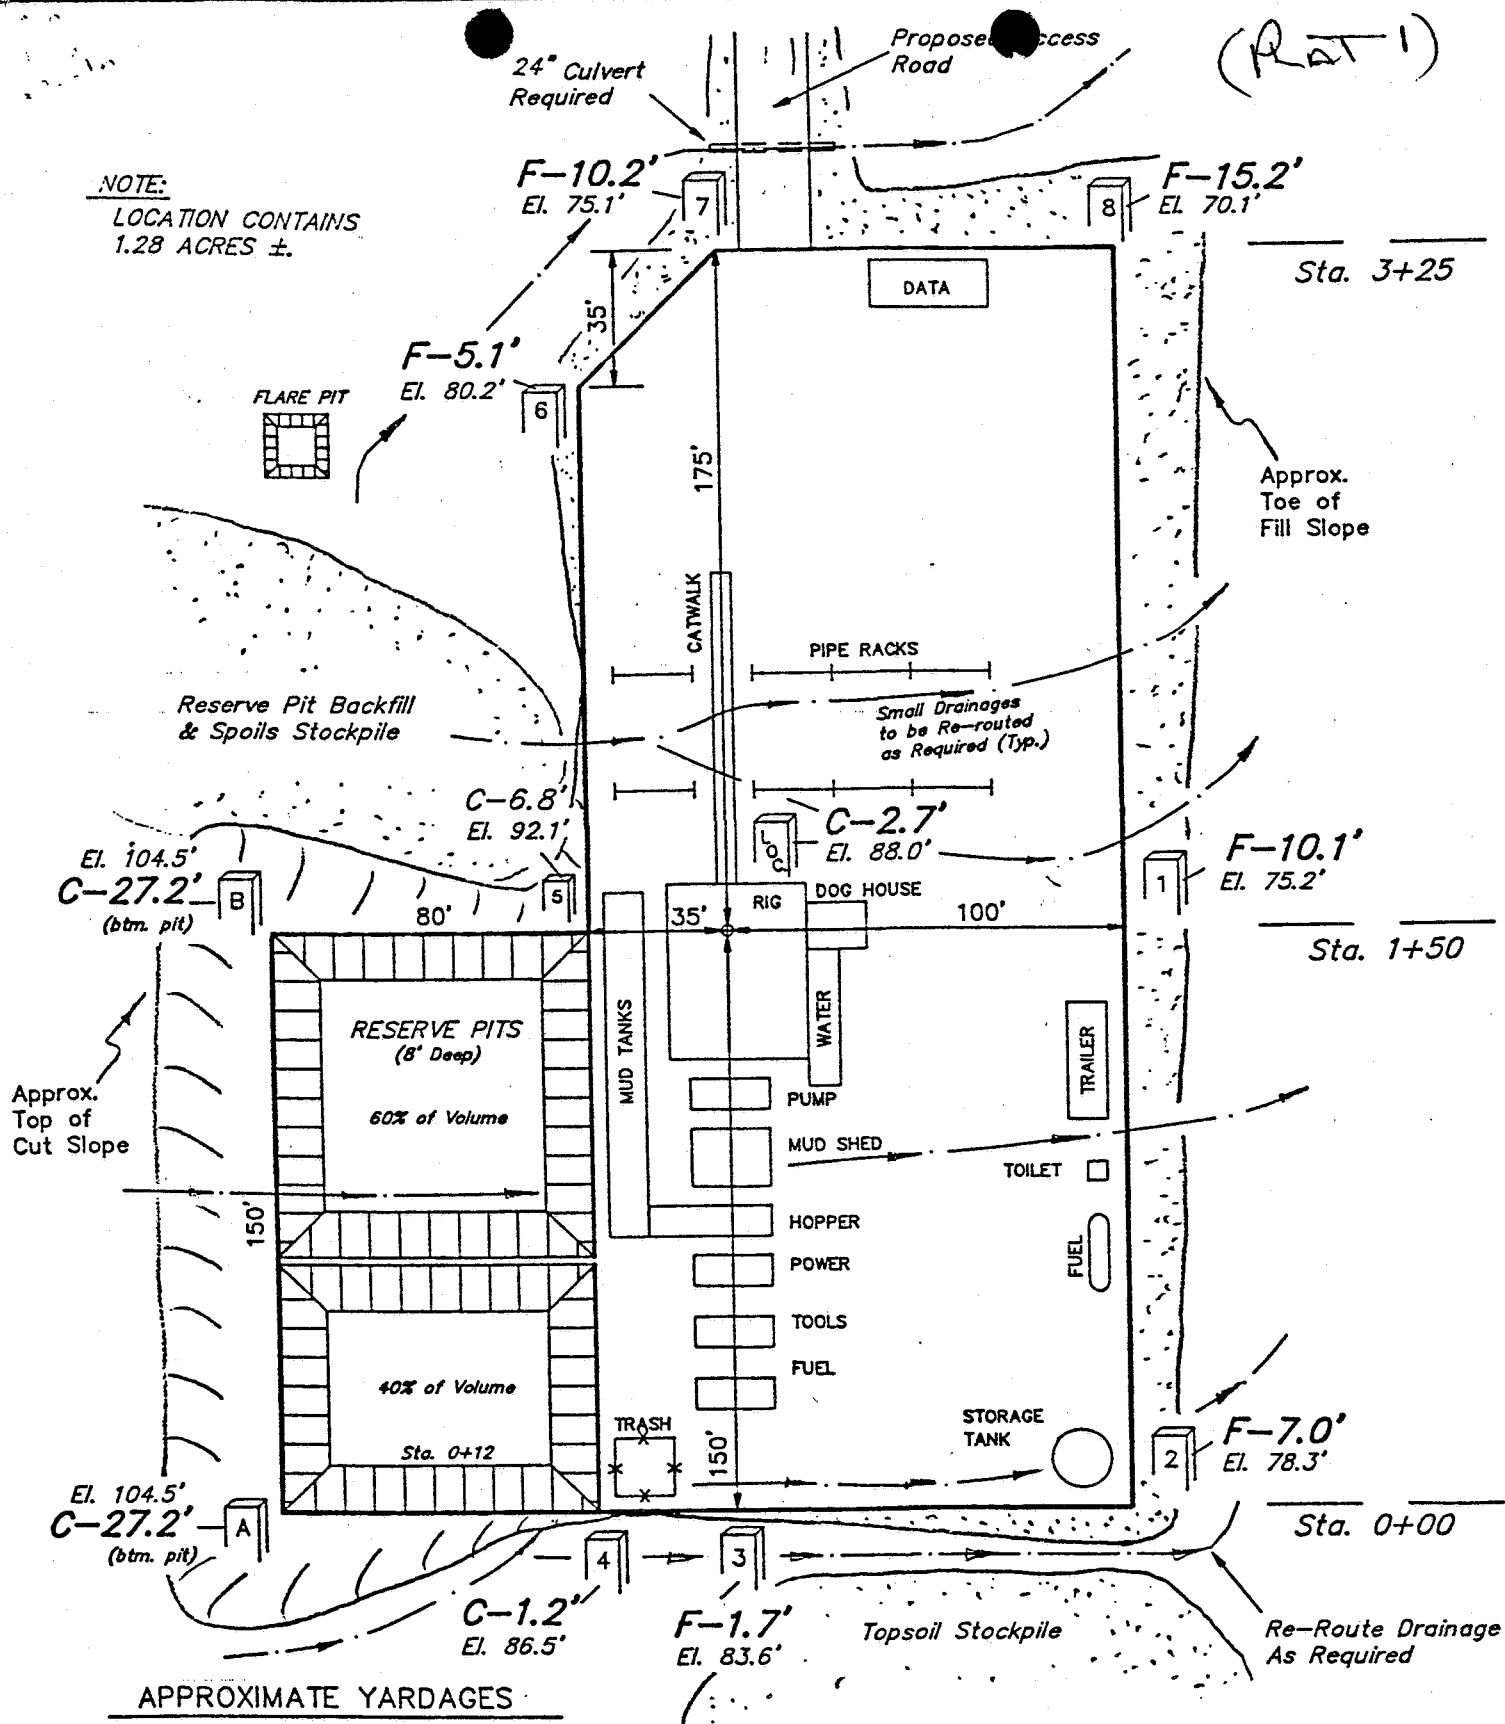 (PLAT 1)
24" Culvert
Required
Proposed Access
Road
NOTE:
LOCATION CONTAINS
1.28 ACRES ±.
F-10.2'
El. 75.1'
7
F-15.2'
El. 70.1'
8
Sta. 3+25
DATA
35'
F-5.1'
El. 80.2'
6
FLARE PIT
175'
Approx.
Toe of
Fill Slope
CATWALK
PIPE RACKS
Reserve Pit Backfill
& Spoils Stockpile
Small Drainages
to be Re-routed
as Required (Typ.)
C-6.8'
El. 92.1'
5
C-2.7'
El. 88.0'
LOC
El. 104.5'
C-27.2'
(btm. pit)
B
F-10.1'
El. 75.2'
1
80'
35'
RIG
DOG HOUSE
100'
Sta. 1+50
RESERVE PITS
(8' Deep)
60% of Volume
MUD TANKS
WATER
TRAILER
Approx.
Top of
Cut Slope
PUMP
MUD SHED
TOILET
150'
HOPPER
FUEL
POWER
TOOLS
FUEL
40% of Volume
Sta. 0+12
TRASH
150'
STORAGE
TANK
F-7.0'
El. 78.3'
2
El. 104.5'
C-27.2'
(btm. pit)
A
Sta. 0+00
4
3
C-1.2'
El. 86.5'
F-1.7'
El. 83.6'
Topsoil Stockpile
Re-Route Drainage
As Required
APPROXIMATE YARDAGES